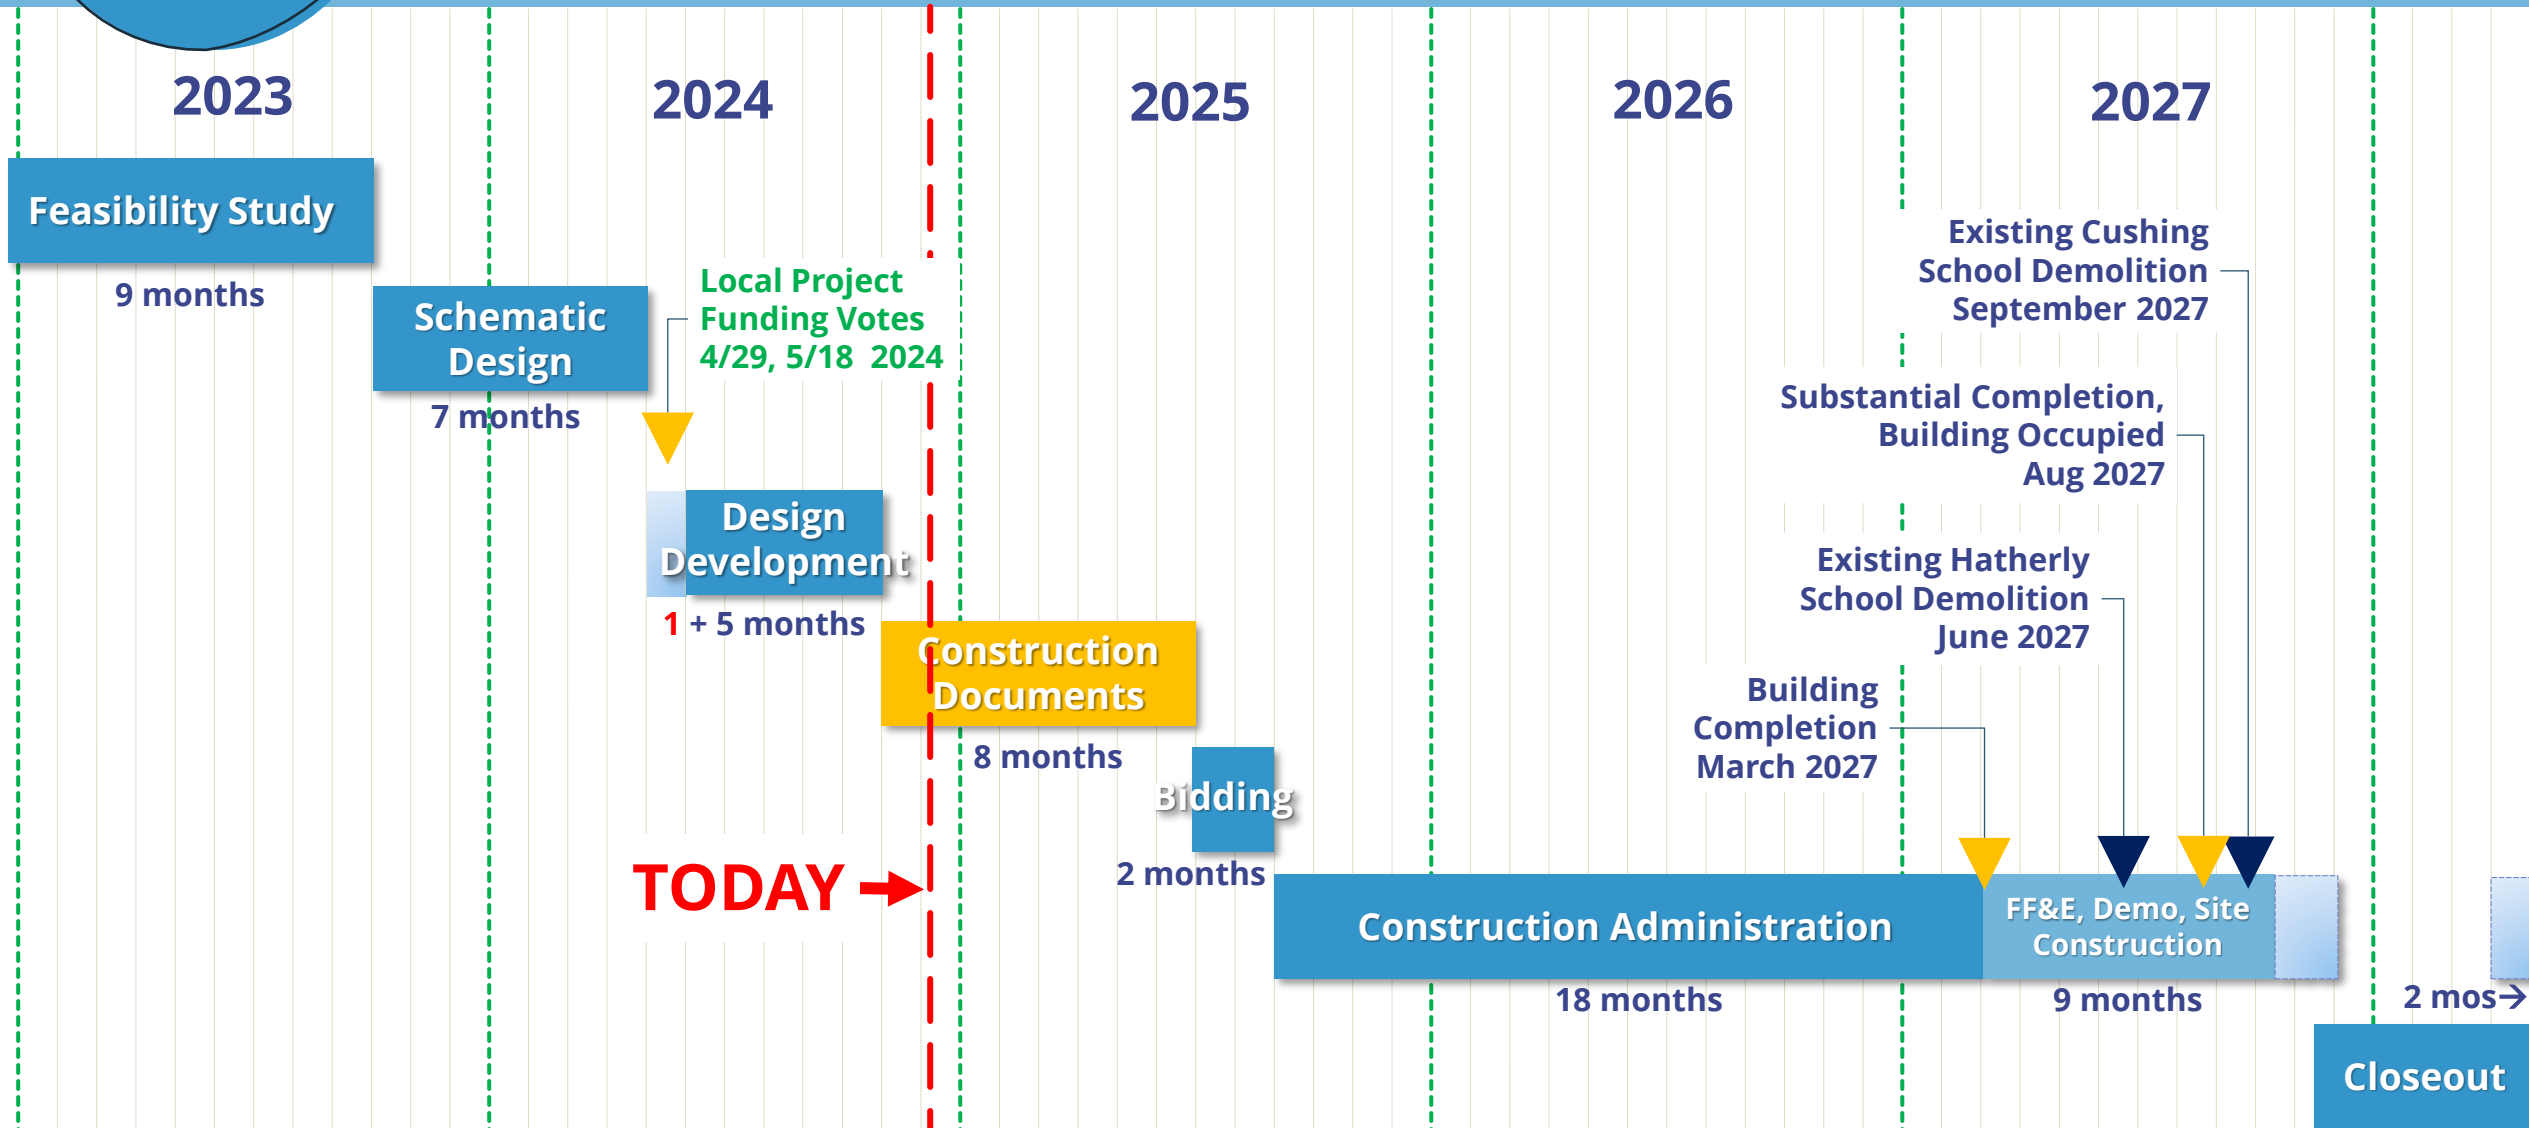 2023
2024
2025
2026
2027
Feasibility Study
9 months
Schematic
Design
7 months
Local Project
Funding Votes
4/29, 5/18  2024
Design
Development
1 + 5 months
Construction
Documents
8 months
Bidding
2 months
TODAY
Existing Cushing
School Demolition
September 2027
Substantial Completion,
Building Occupied
Aug 2027
Existing Hatherly
School Demolition
June 2027
Building
Completion
March 2027
Construction Administration
18 months
FF&E, Demo, Site
Construction
9 months
2 mos→
Closeout